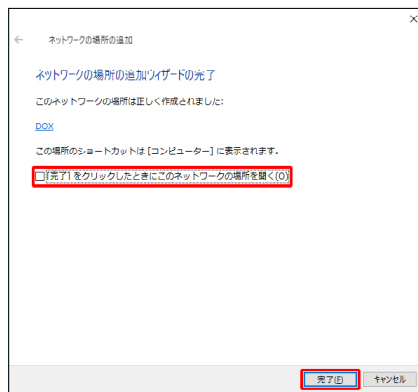 ネットワークの場所の追加
ネットワークの場所の追加ウィザードの完了
このネットワークの場所は正しく作成されました:
DOX
この場所のショートカットは [コンピューター] に表示されます。
[完了] をクリックしたときにこのネットワークの場所を開く(O)
完了(F) キャンセル